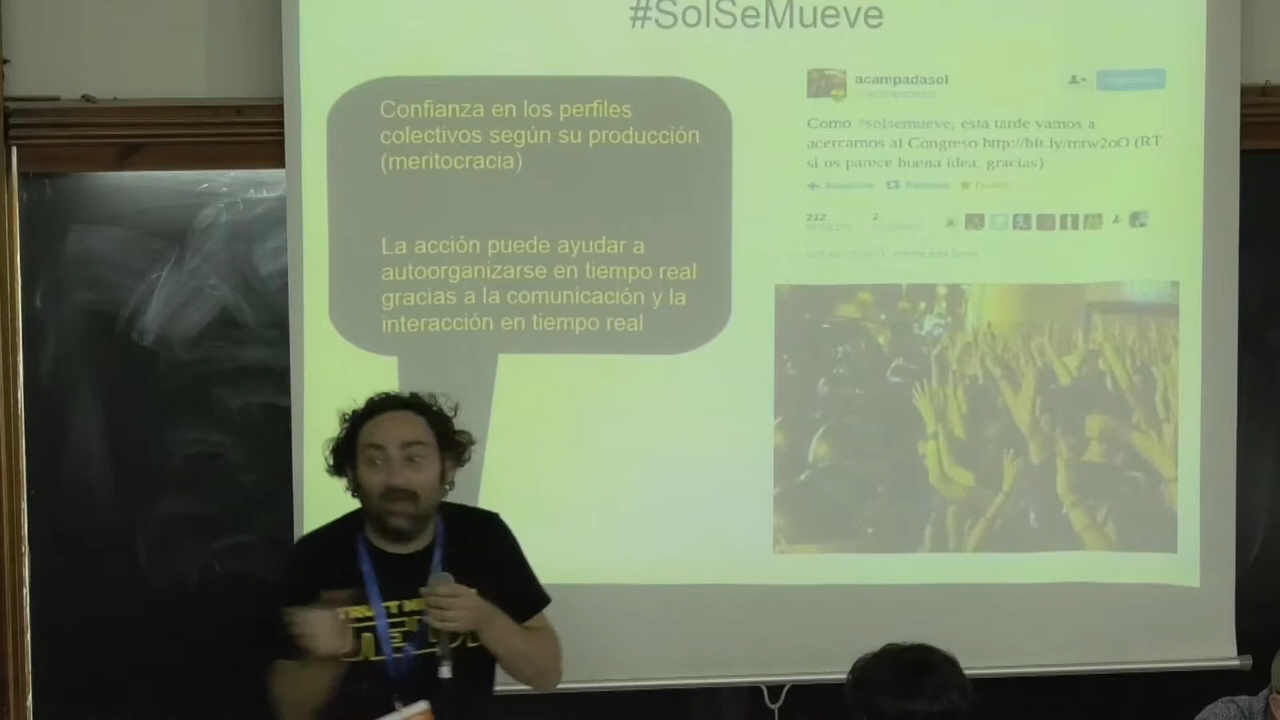 #SolSeMueve
Confianza en los perfiles
colectivos según su producción
(meritocracia)
La acción puede ayudar a
autoorganizarse en tiempo real
gracias a la comunicación y la
interacción en tiempo real
acampadasol
Como #solsemueve, esta tarde vamos a
acercarnos al Congreso http://bit.ly/mtw2oO (RT
si os parece buena idea, gracias)
212
2